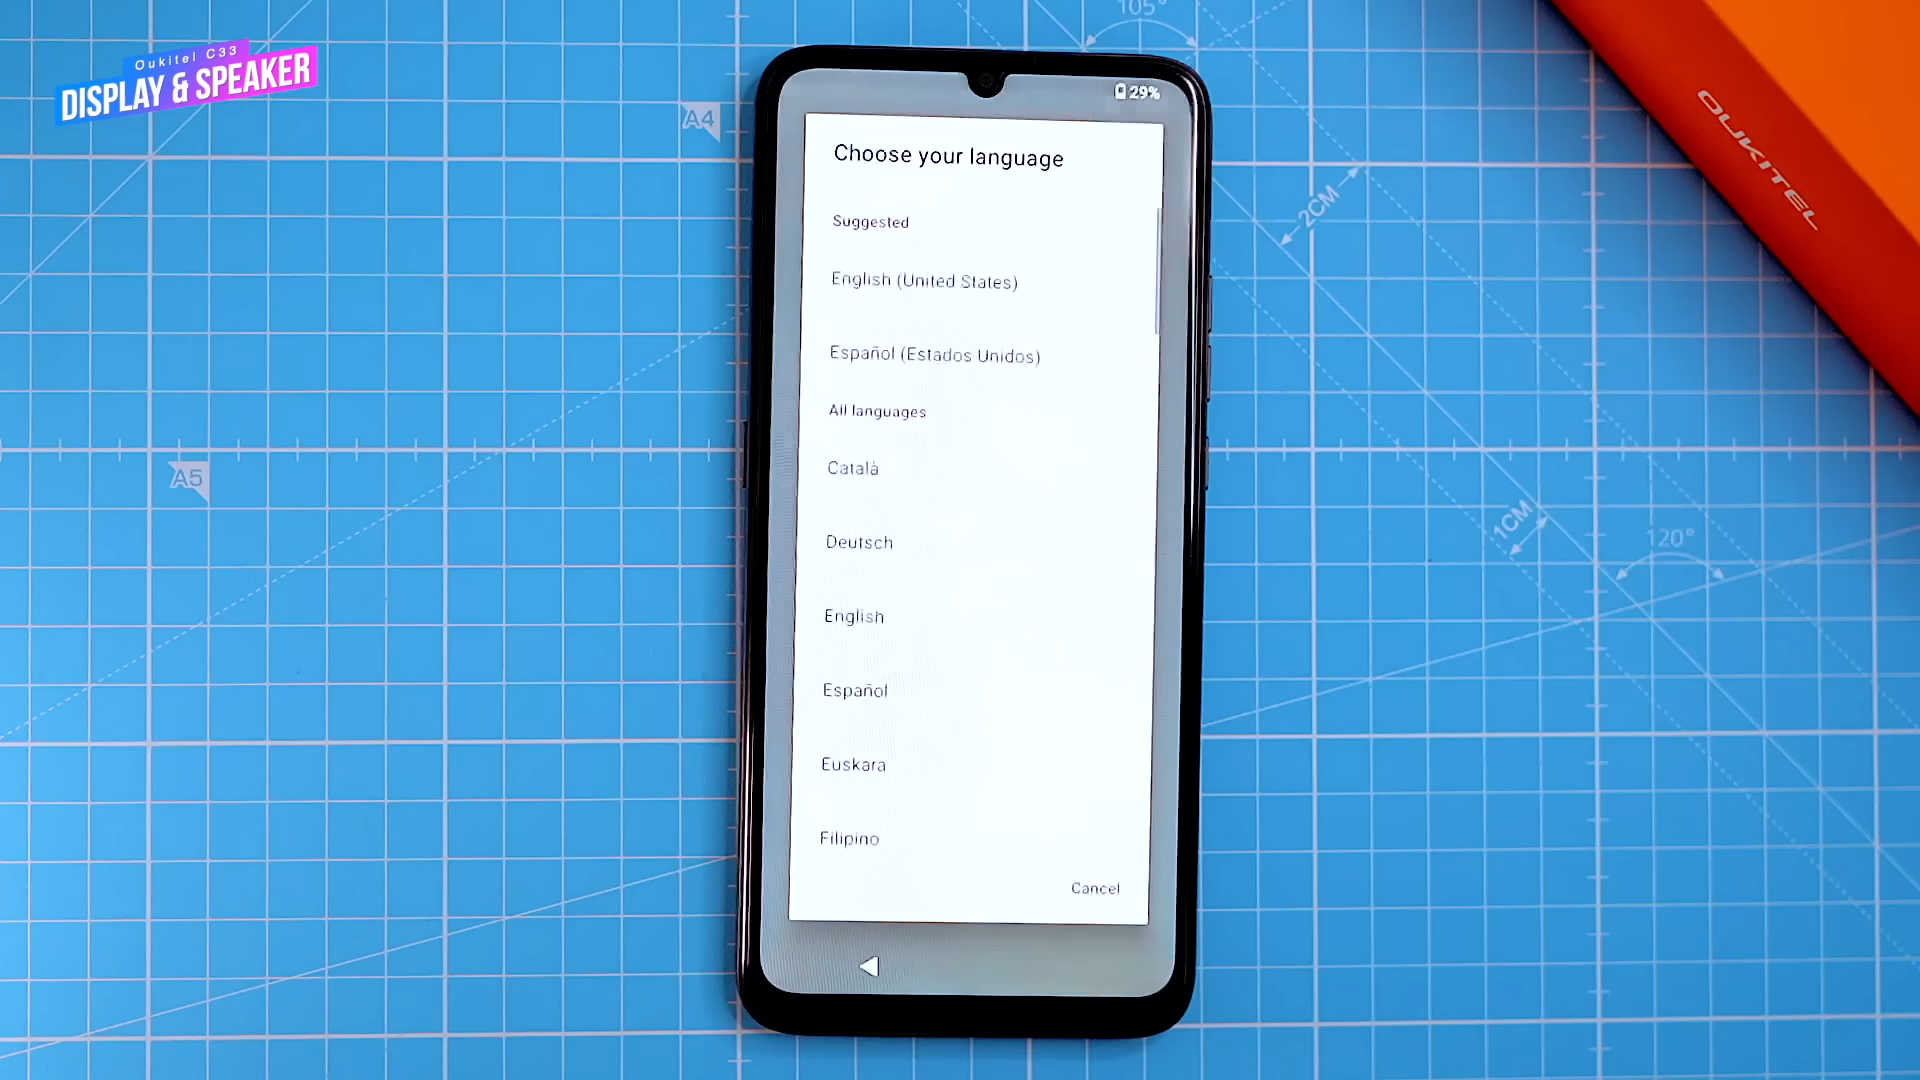 Oukitel C33
DISPLAY & SPEAKER
A4
105°
29%
OUKITEL
Choose your language
2CM
Suggested
English (United States)
Español (Estados Unidos)
All languages
Català
A5
1CM
120°
Deutsch
English
Español
Euskara
Filipino
Cancel